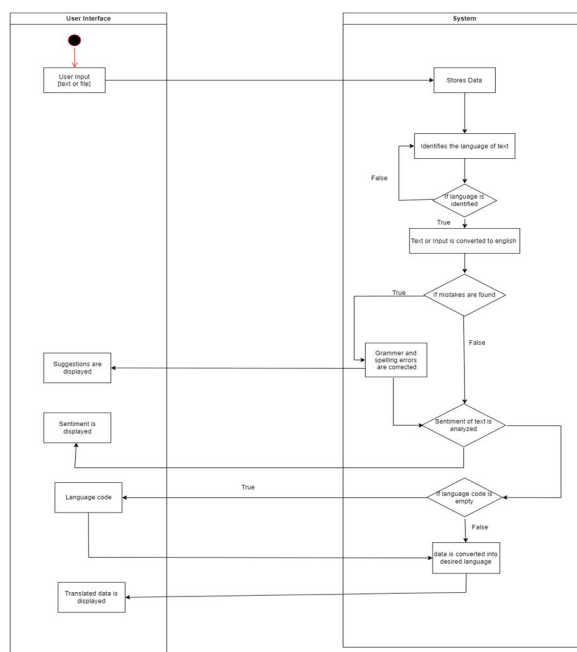 User Interface
System
User Input
[text or file]
Stores Data
Identifies the language of text
False
If language is
identified
True
Text or Input is converted to english
If mistakes are found
True
False
Grammer and
spelling errors
are corrected
Suggestions are
displayed
Sentiment of text is
analyzed
Sentiment is
displayed
If language code is
empty
True
Language code
False
data is converted into
desired language
Translated data is
displayed